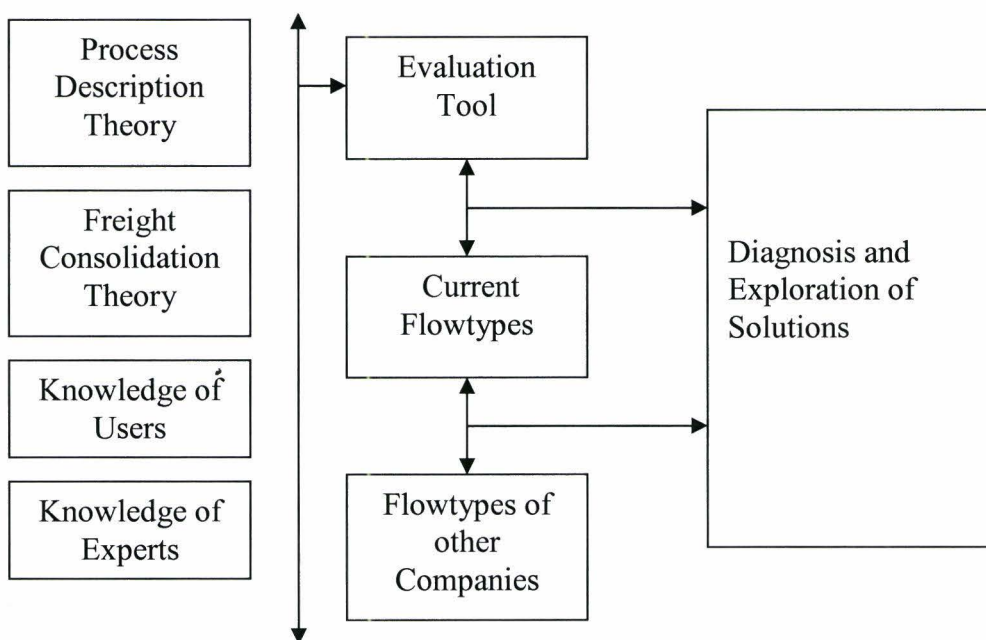 Process
Description
Theory
Freight
Consolidation
Theory
Knowledge of
Users
Knowledge of
Experts
Evaluation
Tool
Current
Flowtypes
Flowtypes of
other
Companies
Diagnosis and
Exploration of
Solutions